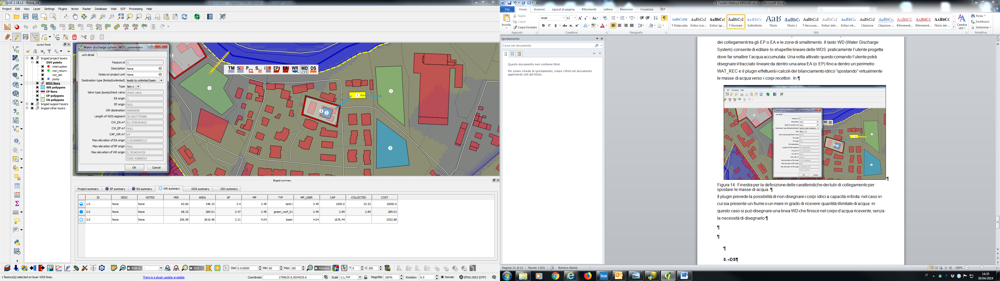 QGIS 2.18.13 - Prova_14
Project Edit View Layer Settings Plugins Vector Raster Database Web SCP Processing Help
Layers Panel
brigaid project layers
DSV points
interruption
non_return...
not_set
pump
WDS lines
WR polygons
EP lines
EP polygons
EA polygons
brigaid support layers
brigaid other layers
Water discharge system (WDS) parameters
unit detail
Feature id 4
Description None
Notes on project unit None
Destination type (limited/unlimited) leads to unlimited basin
Type tipo x
Valve type (pump/check valve check valve
EA origin 1
EP origin NULL
WR destination 99999999
Length of WDS segment 50.0837770486
CW_EA m³ 81.4756764933
CW_EP m³ NULL
CAP_WR m³ inf
Max elevation of EA origin 2.92369890213
Max elevation of EP origin NULL
Max elevation of WR origin 0.7034034729
5250.41888524
OK Cancel
TM SO P S i EP EA WR WD DS
1
5
1
12
2
2
1
2
2
3
Brigaid summary
Project summary EP summary EA summary WR summary WDS summary DSV summary
ID DESC NOTES PER AREA SP MP TYP MP_USER CAP COLLECTED COST
1.0 None None 82.66 348.33 3.4 3.49 tank1 3.49 1000.0 33.52 10000.0
2.0 None None 68.32 289.01 3.47 3.49 green_roof_01 3.49 2.89 2.89 289.01
3.0 None None 256.98 3619.48 3.31 4.04 basin 4.04 1676.44 3352.88
RGB = - ROI Dist 0.010000 Min 60 Max 100 Preview T 0 S 200
1 feature(s) selected on layer WDS lines. There is a plugin update available Coordinate 1759625.9,5054535.6 Scale 1:1,747 Magnifier 100% Rotation 0.0 Render EPSG:3003 (OTF)
Il Toolkit Method BRIGAID.docx - Microsoft Word
File Home Inserisci Layout di pagina Riferimenti Lettere Revisione Visualizza PDF
Incolla
Taglia
Copia
Copia formato
Appunti
Arial 12
G C S abc x₂ x²
Carattere
Paragrafo
¶ Didascalia Enfasi (cor... Enfasi (gr... ¶ Normale Sottotitolo Titolo Titolo 1 ¶ Nessuna... Enfasi deli... Enfasi int... Citazione Citazione ... Riferiment... Riferiment... Titolo del ...
Stili
Cambia stili
Trova
Sostituisci
Seleziona
Modifica
Spostamento
Cerca nel documento
Questo documento non contiene titoli.
Per creare schede di spostamento, creare i titoli nel documento
applicando stili del titolo.
dei collegamenti tra gli EP o EA e le zone di smaltimento. Il tasto WD (Water Discharge
System) consente di editare lo shapefile lineare delle WDS: praticamente l'utente progetta
dove far smaltire l'acqua accumulata. Una volta attivato questo comando l'utente potrà
disegnare il tracciato lineare da dentro una area EA (o EP) fino a dentro un perimetro
WAT_REC e il plugin effettuerà i calcoli del bilanciamento idrico "spostando" virtualmente
le masse di acqua verso i corpi recettori. In ¶
Water discharge system (WDS) parameters
unit detail
WD DS
¶
Figura 14: Finestra per la definizione delle caratteristiche dei tubi di collegamento per
spostare le masse di acqua. ¶
Il plugin prevede la possibilità di non disegnare i corpi idrici a capacità infinita: nel caso in
cui sia presente un fiume o un mare in grado di ricevere quantità illimitate di acqua: in
questo caso si può disegnare una linea WD che finisce nel corpo d'acqua ricevente, senza
la necessità di disegnarlo.¶
¶
¶
¶
5.→DS¶
Pagina: 11 di 12 Parole: 1,921 Italiano (Italia) 100%
box
IT 14:35
30/04/2019